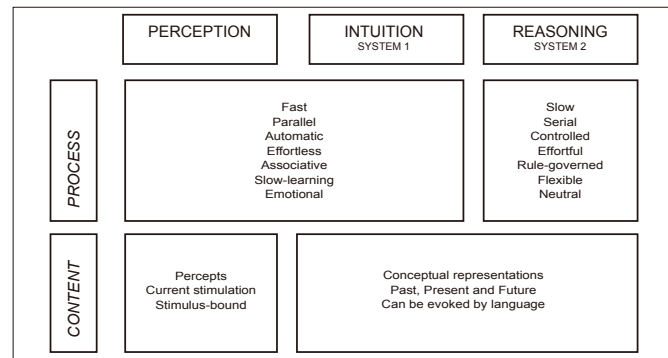 PERCEPTION
INTUITION
SYSTEM 1
REASONING
SYSTEM 2
PROCESS
Fast
Parallel
Automatic
Effortless
Associative
Slow-learning
Emotional
Slow
Serial
Controlled
Effortful
Rule-governed
Flexible
Neutral
CONTENT
Percepts
Current stimulation
Stimulus-bound
Conceptual representations
Past, Present and Future
Can be evoked by language